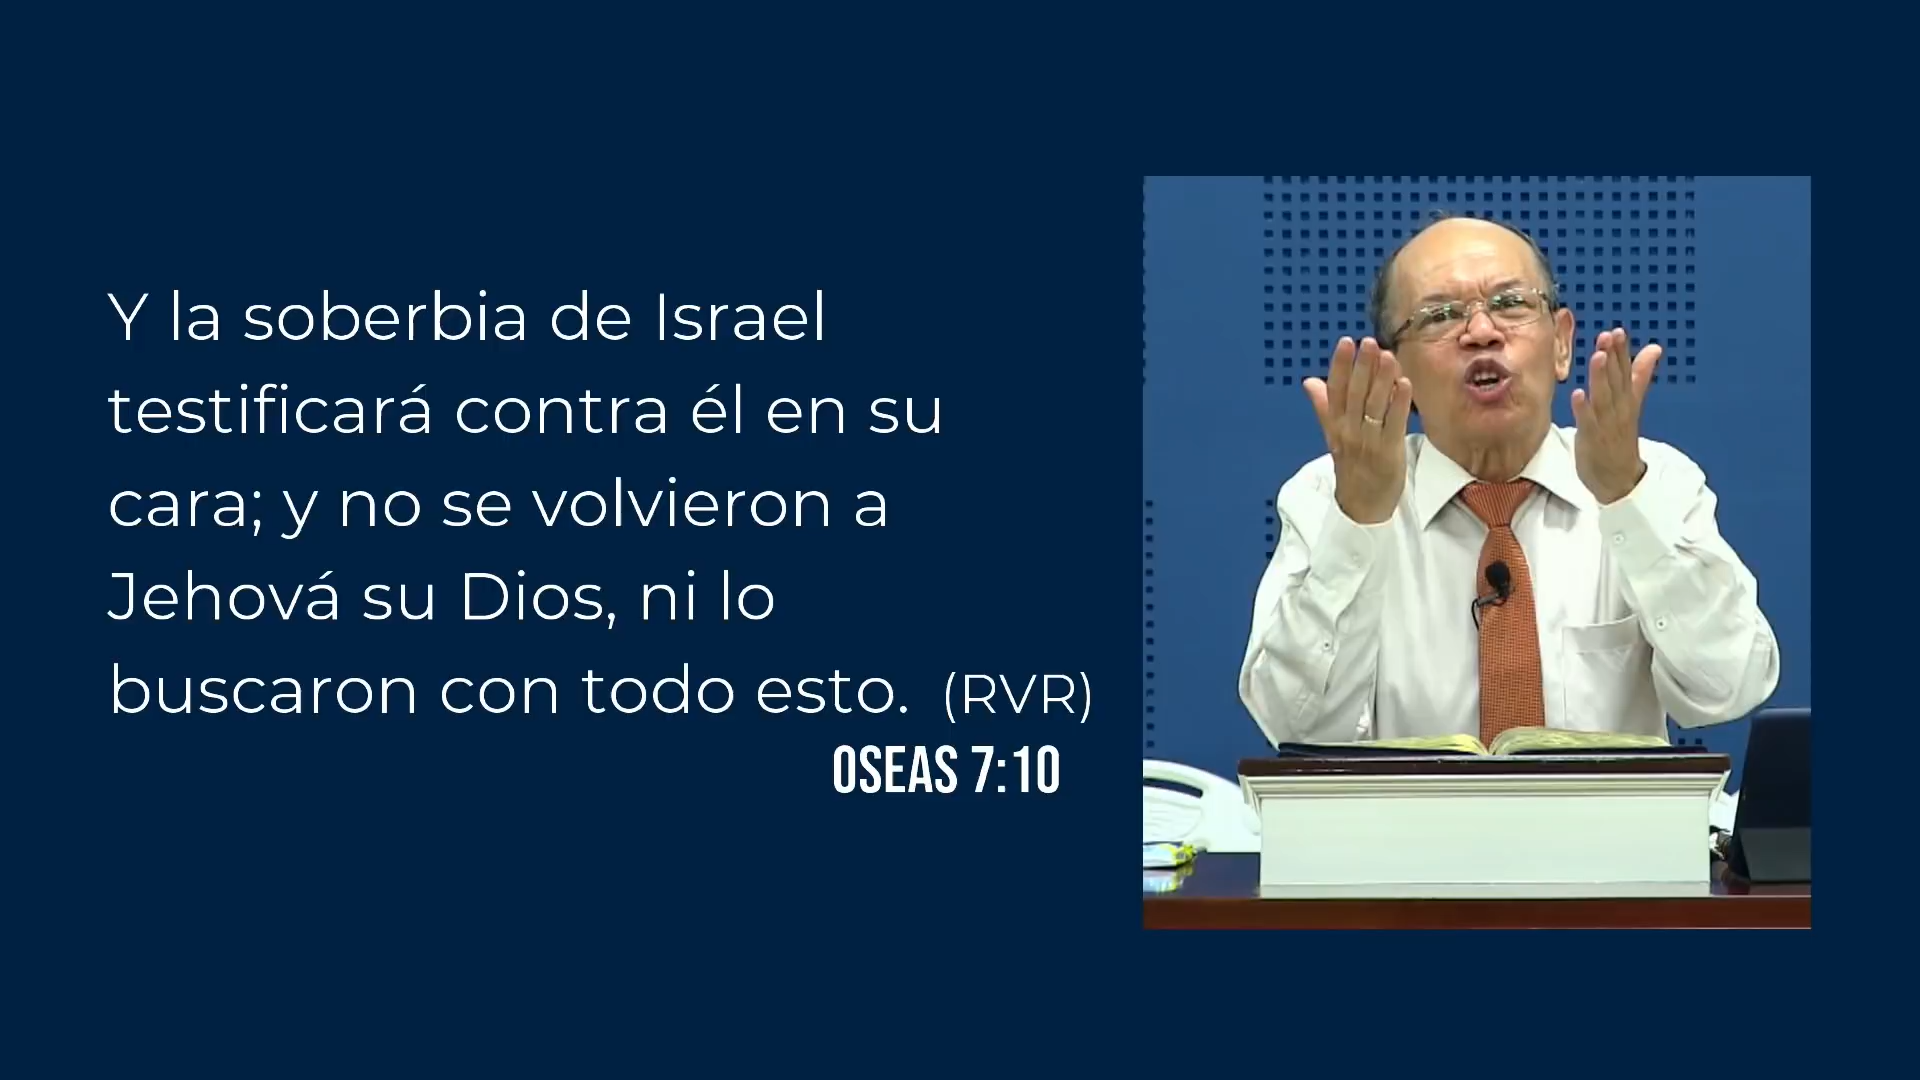 Y la soberbia de Israel
testificará contra él en su
cara; y no se volvieron a
Jehová su Dios, ni lo
buscaron con todo esto. (RVR)
OSEAS 7:10